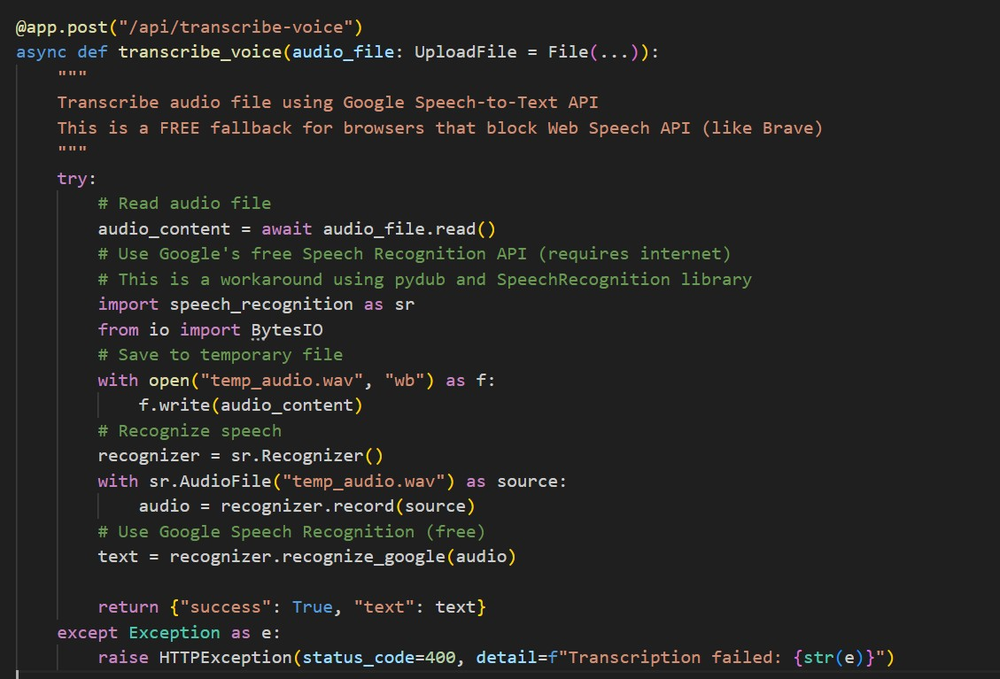 @app.post("/api/transcribe-voice")
async def transcribe_voice(audio_file: UploadFile = File(...)):
    """
    Transcribe audio file using Google Speech-to-Text API
    This is a FREE fallback for browsers that block Web Speech API (like Brave)
    """
    try:
        # Read audio file
        audio_content = await audio_file.read()
        # Use Google's free Speech Recognition API (requires internet)
        # This is a workaround using pydub and SpeechRecognition library
        import speech_recognition as sr
        from io import BytesIO
        # Save to temporary file
        with open("temp_audio.wav", "wb") as f:
            f.write(audio_content)
        # Recognize speech
        recognizer = sr.Recognizer()
        with sr.AudioFile("temp_audio.wav") as source:
            audio = recognizer.record(source)
        # Use Google Speech Recognition (free)
        text = recognizer.recognize_google(audio)

        return {"success": True, "text": text}
    except Exception as e:
        raise HTTPException(status_code=400, detail=f"Transcription failed: {str(e)}")